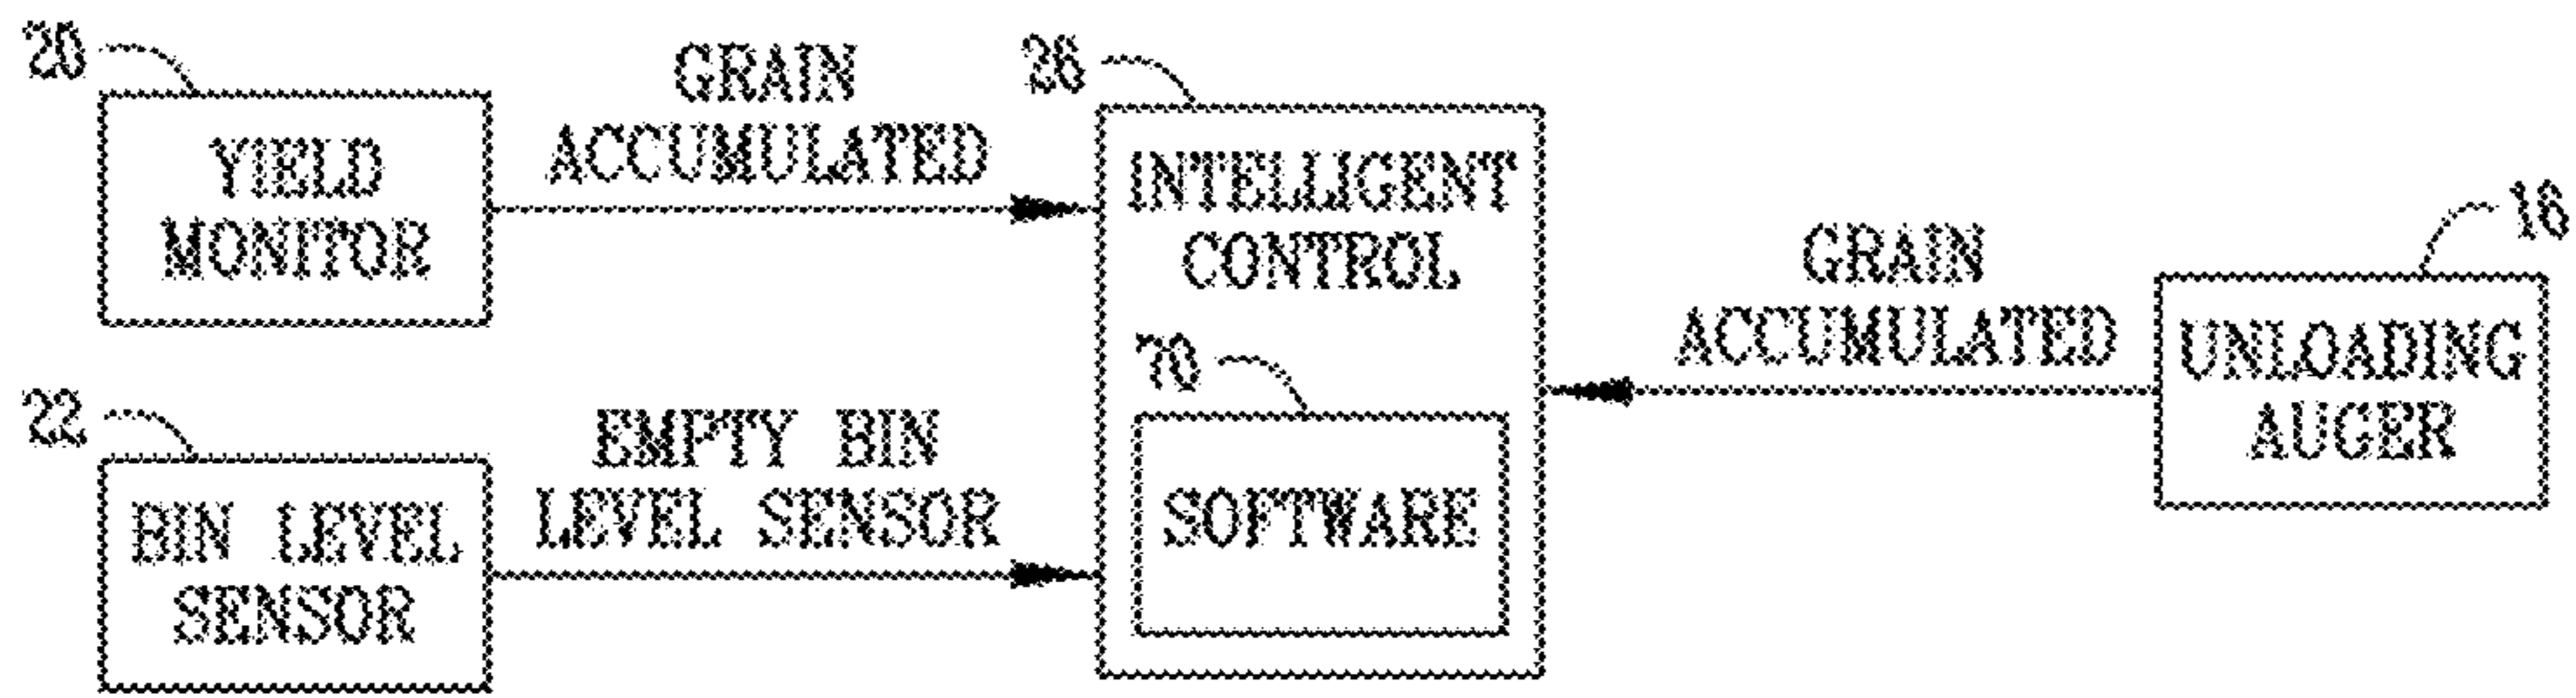 20
YIELD
MONITOR
GRAIN
ACCUMULATED
22
BIN LEVEL
SENSOR
EMPTY BIN
LEVEL SENSOR
26
INTELLIGENT
CONTROL
70
SOFTWARE
GRAIN
ACCUMULATED
16
UNLOADING
AUGER